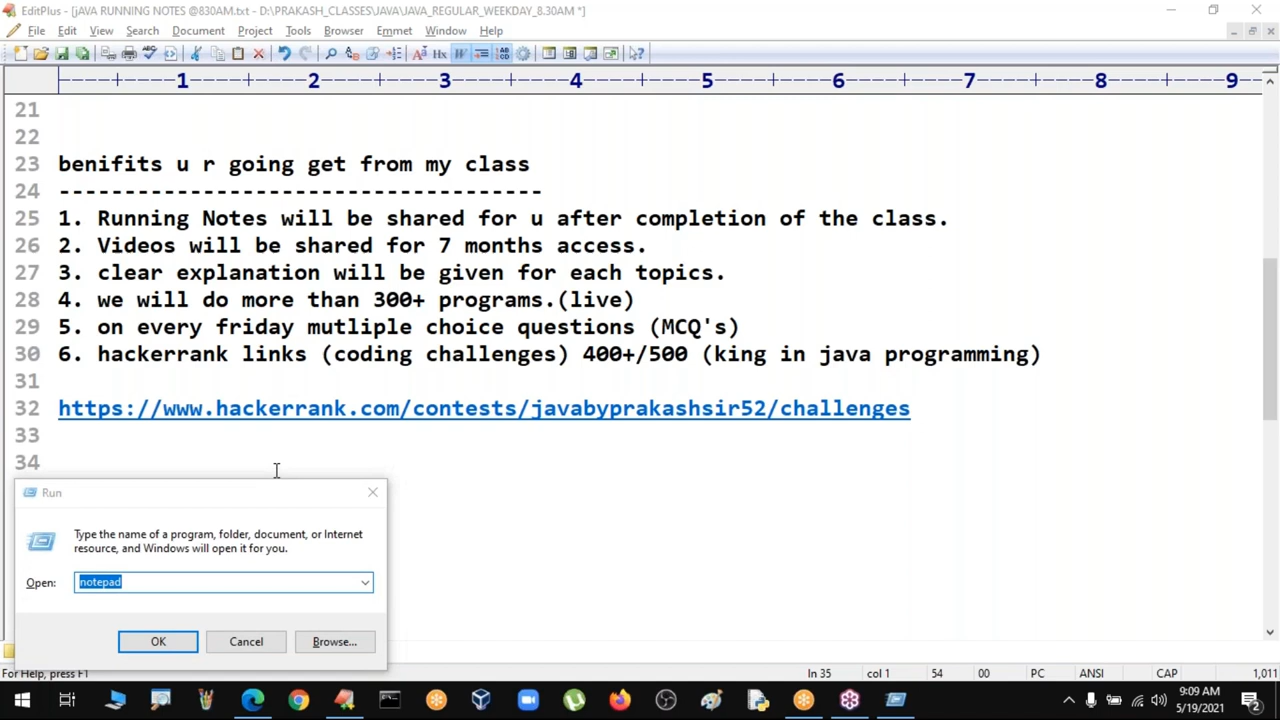 EditPlus - [jAVA RUNNING NOTES @830AM.txt - D:\PRAKASH_CLASSES\JAVA\JAVA_REGULAR_WEEKDAY_8.30AM *]
File Edit View Search Document Project Tools Browser Emmet Window Help
----+----1----+----2----+----3----+----4----+----5----+----6----+----7----+----8----+----9
21
22
23 benifits u r going get from my class
24 -------------------------------------
25 1. Running Notes will be shared for u after completion of the class.
26 2. Videos will be shared for 7 months access.
27 3. clear explanation will be given for each topics.
28 4. we will do more than 300+ programs.(live)
29 5. on every friday mutliple choice questions (MCQ's)
30 6. hackerrank links (coding challenges) 400+/500 (king in java programming)
31
32 https://www.hackerrank.com/contests/javabyprakashsir52/challenges
33
34
Run
Type the name of a program, folder, document, or Internet
resource, and Windows will open it for you.
Open: notepad
OK Cancel Browse...
For Help, press F1 ln 35 col 1 54 00 PC ANSI CAP 1,011
9:09 AM
5/19/2021
2